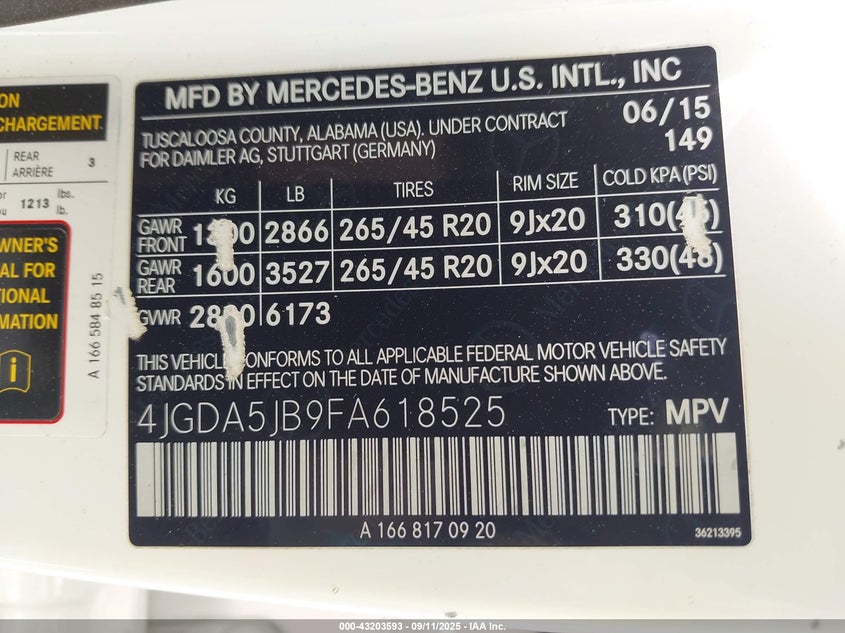 ON
CHARGEMENT.
REAR
ARRIÈRE 3
or
ou 1213 lbs.
lb.
OWNER'S
AL FOR
TIONAL
RMATION
i
A 166 584 85 15
MFD BY MERCEDES-BENZ U.S. INTL., INC
TUSCALOOSA COUNTY, ALABAMA (USA). UNDER CONTRACT 06/15
FOR DAIMLER AG, STUTTGART (GERMANY) 149
KG LB TIRES RIM SIZE COLD KPA(PSI)
GAWR FRONT 2866 265/45 R20 9Jx20
GAWR REAR 1600 3527 265/45 R20 9Jx20 330(48)
GVWR 6173
THIS VEHICLE CONFORMS TO ALL APPLICABLE FEDERAL MOTOR VEHICLE SAFETY
STANDARDS IN EFFECT ON THE DATE OF MANUFACTURE SHOWN ABOVE.
4JGDA5JB9FA618525 TYPE: MPV
A 166 817 09 20 36213395
000-43203593 - 09/11/2025 - IAA Inc.